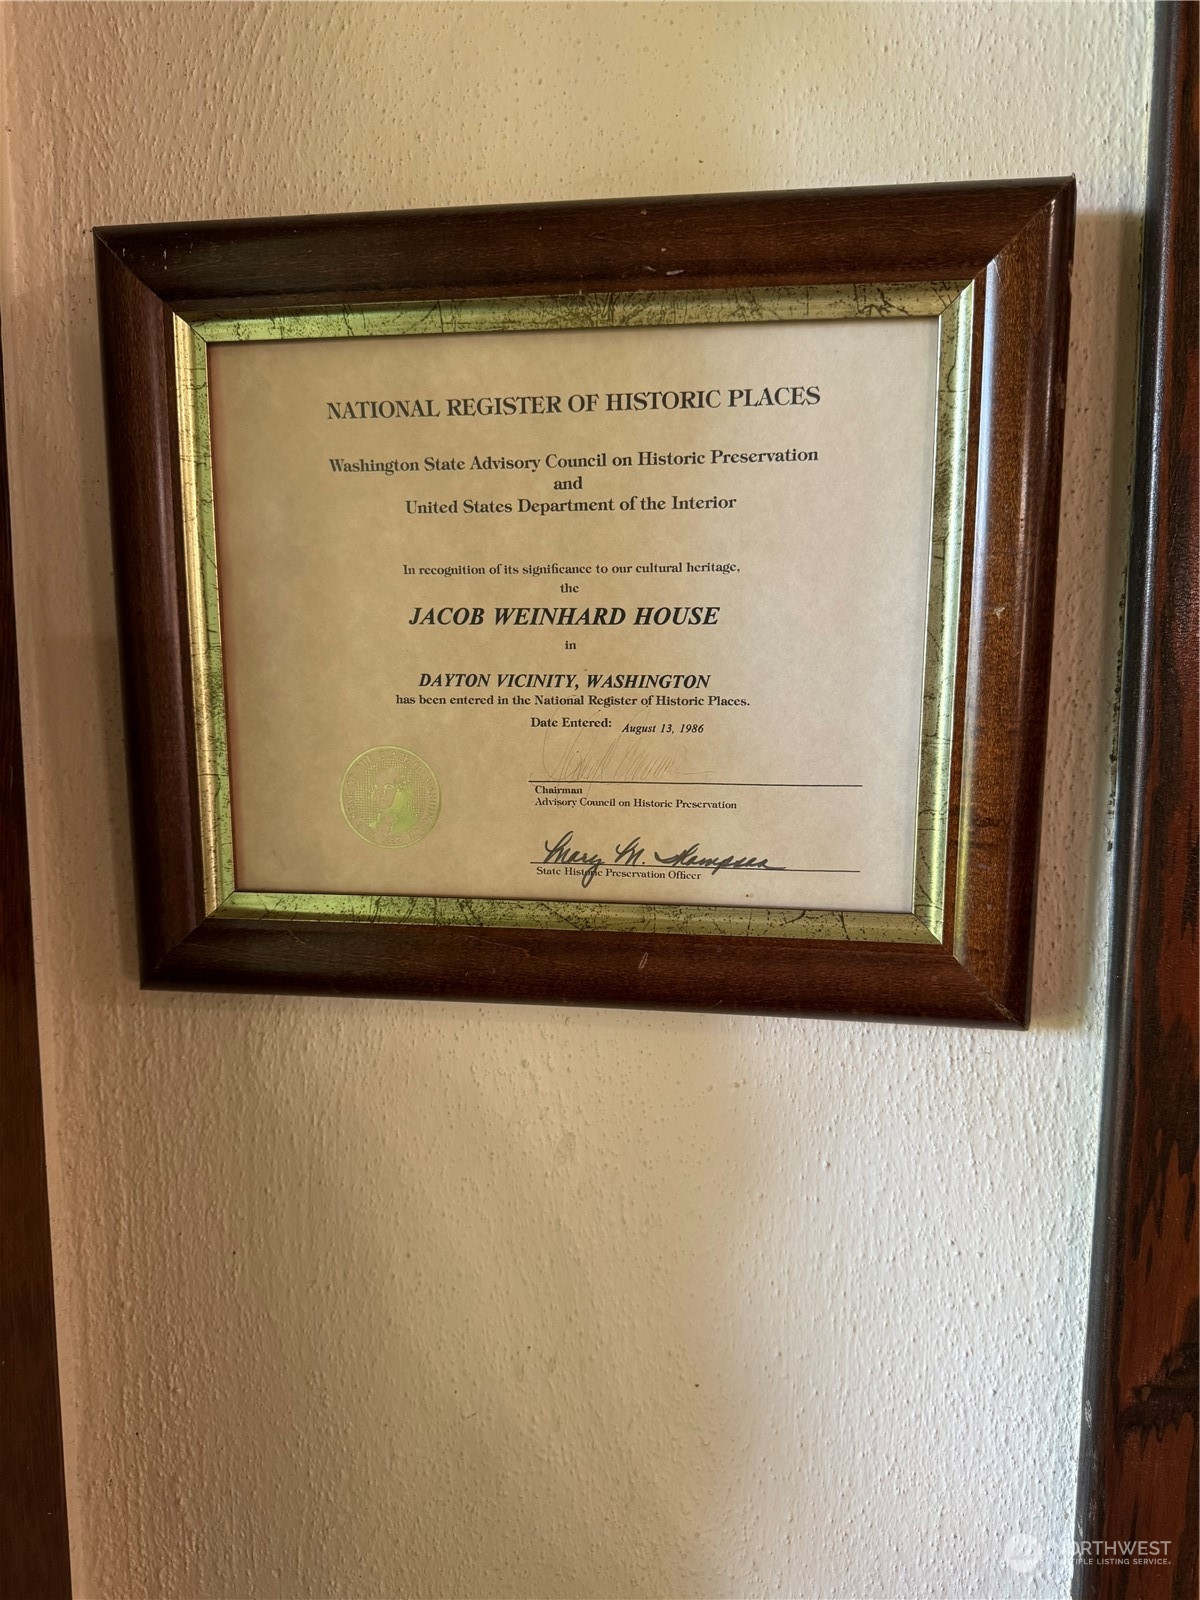 NATIONAL REGISTER OF HISTORIC PLACES
Washington State Advisory Council on Historic Preservation
and
United States Department of the Interior
In recognition of its significance to our cultural heritage,
the
JACOB WEINHARD HOUSE
in
DAYTON VICINITY, WASHINGTON
has been entered in the National Register of Historic Places.
Date Entered: August 13, 1986
Chairman
Advisory Council on Historic Preservation
Mary M. Thompson
State Historic Preservation Officer
NORTHWEST
MULTIPLE LISTING SERVICE